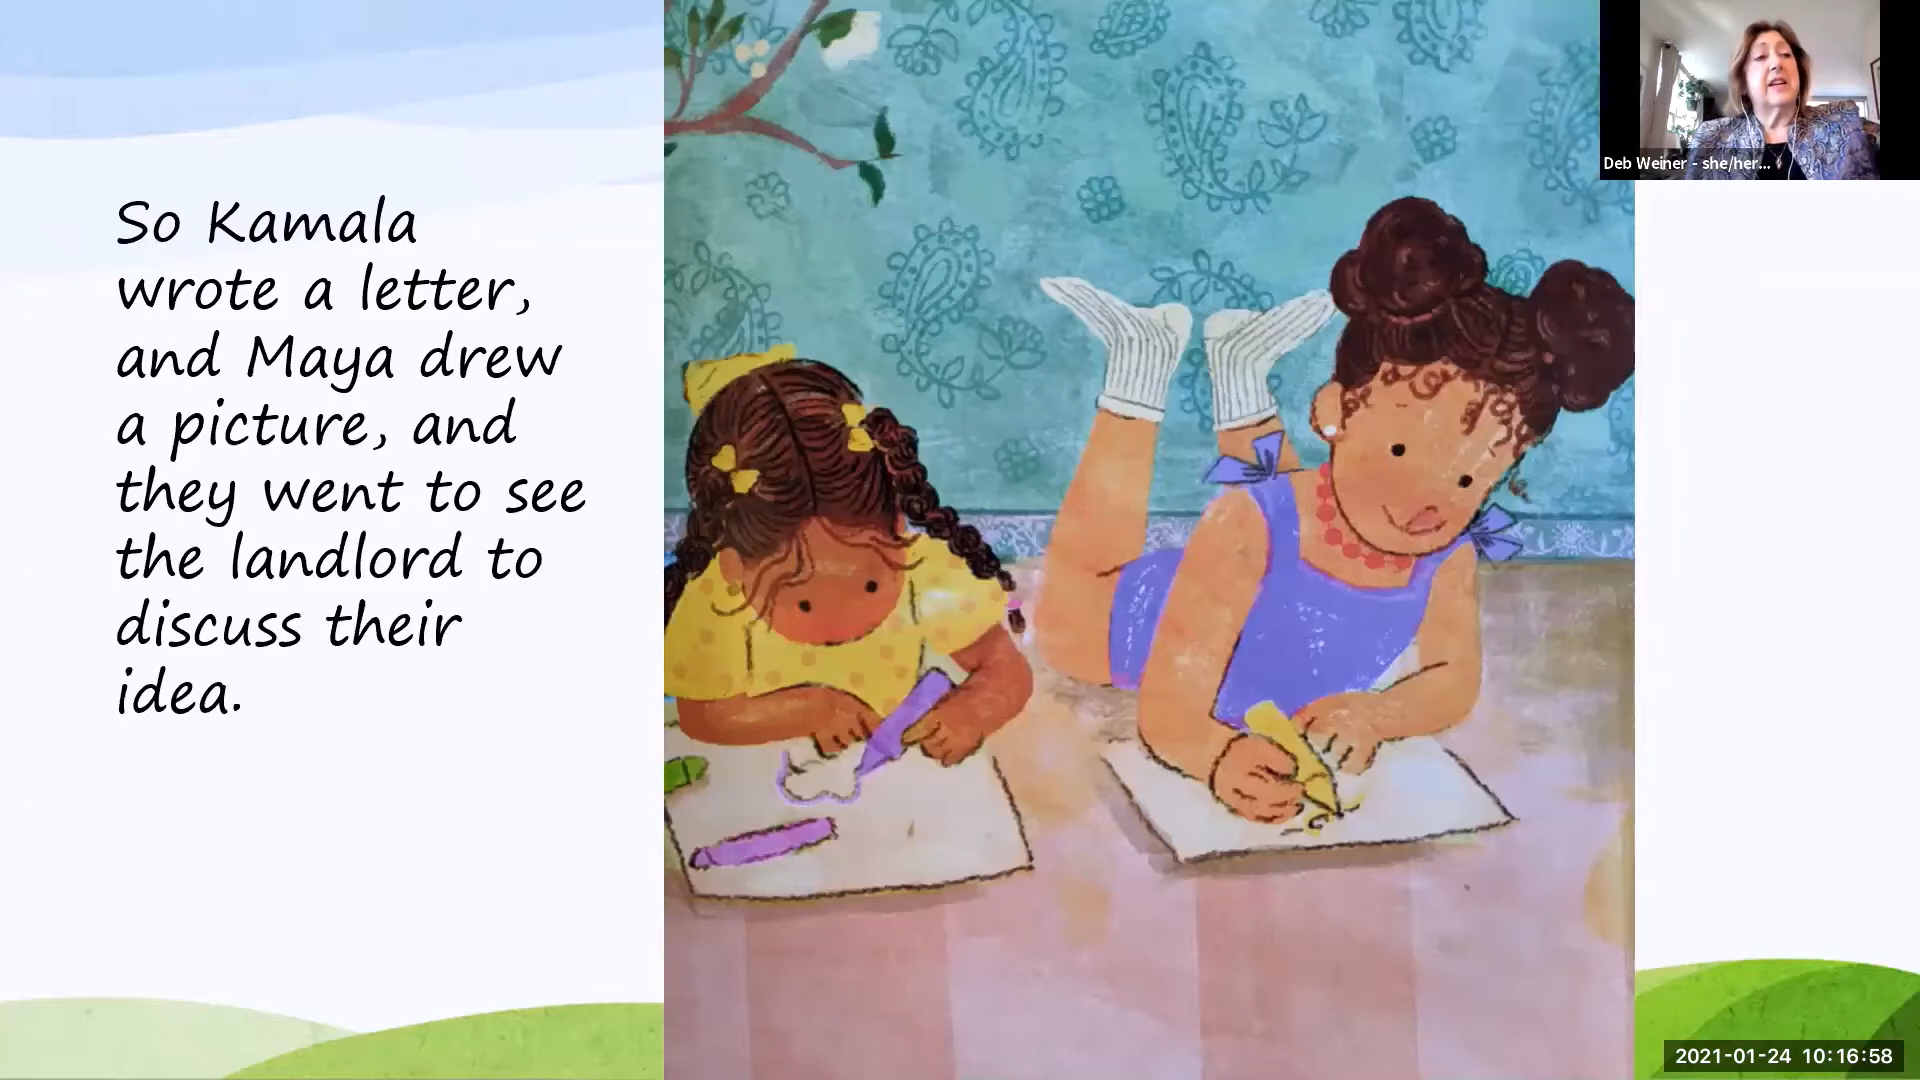 So Kamala
wrote a letter,
and Maya drew
a picture, and
they went to see
the landlord to
discuss their
idea.
Deb Weiner - she/her...
2021-01-24 10:16:58